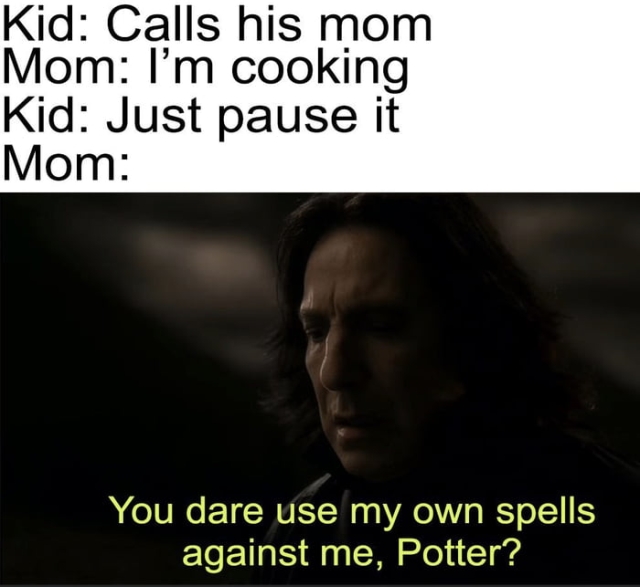 Kid: Calls his mom
Mom: I’m cooking
Kid: Just pause it
Mom:
You dare use my own spells
against me, Potter?